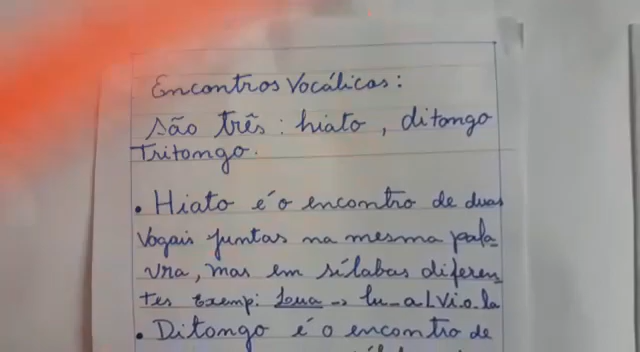 Encontros Vocálicos:
São três: hiato, ditongo
Tritongo.
• Hiato é o encontro de duas
Vogais juntas na mesma pala-
vra, mas em sílabas diferen
tes Exemp: Lua → lu-a | Vi.o.la
• Ditongo é o encontro de